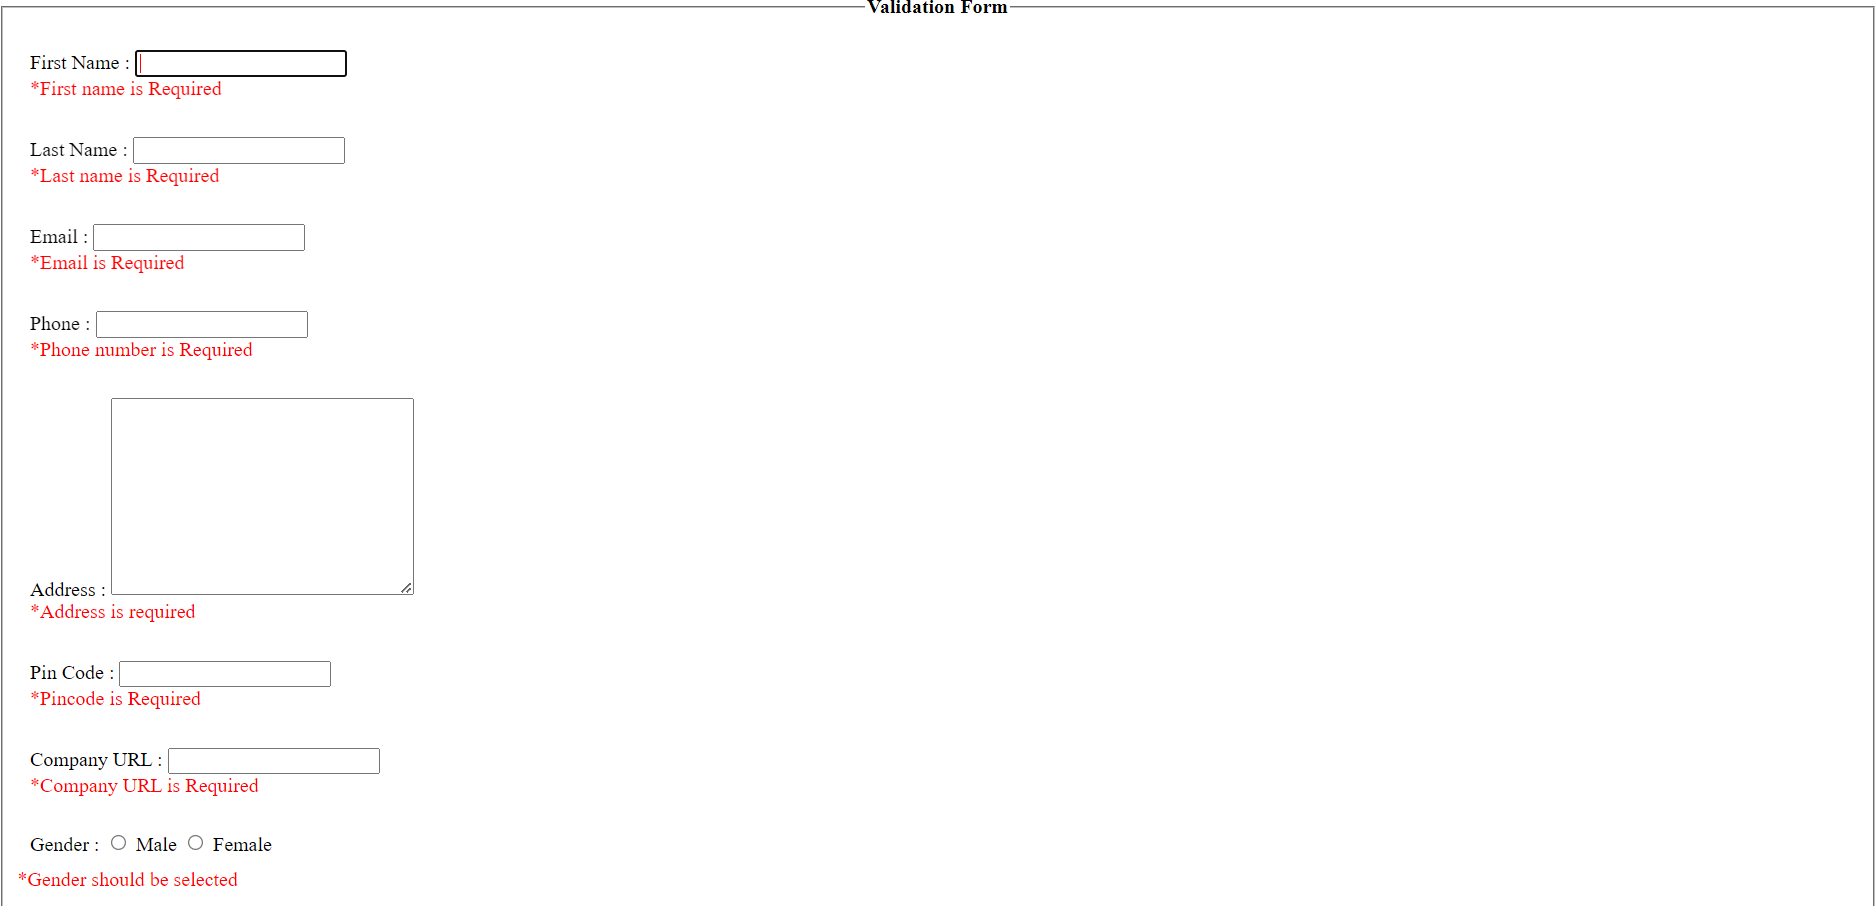 Validation Form
First Name :
*First name is Required
Last Name :
*Last name is Required
Email :
*Email is Required
Phone :
*Phone number is Required
Address :
*Address is required
Pin Code :
*Pincode is Required
Company URL :
*Company URL is Required
Gender : Male Female
*Gender should be selected